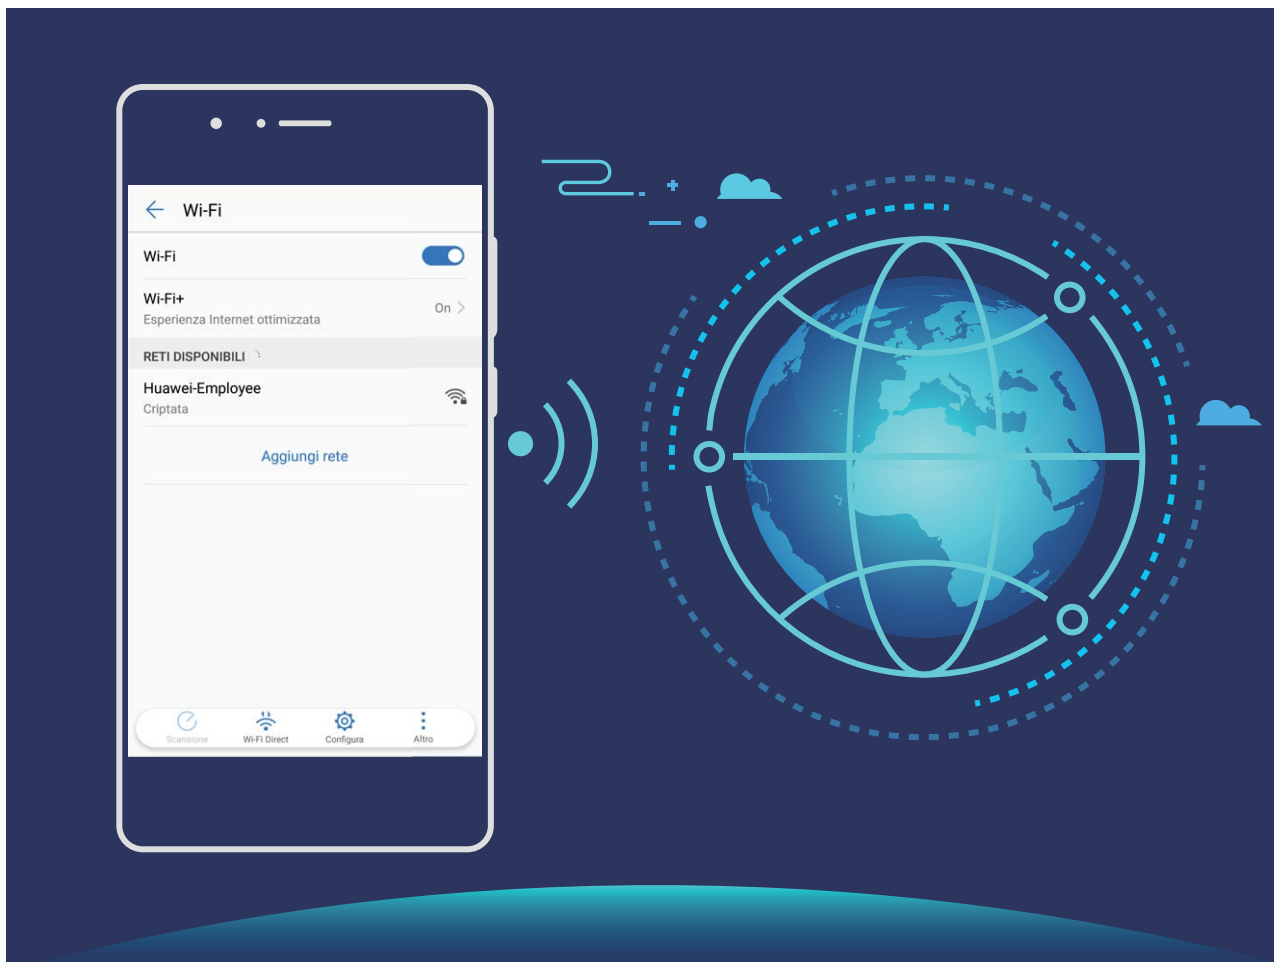 Wi-Fi
Wi-Fi
Wi-Fi+
Esperienza Internet ottimizzata
On
RETI DISPONIBILI
Huawei-Employee
Criptata
Aggiungi rete
Scansione
Wi-Fi Direct
Configura
Altro